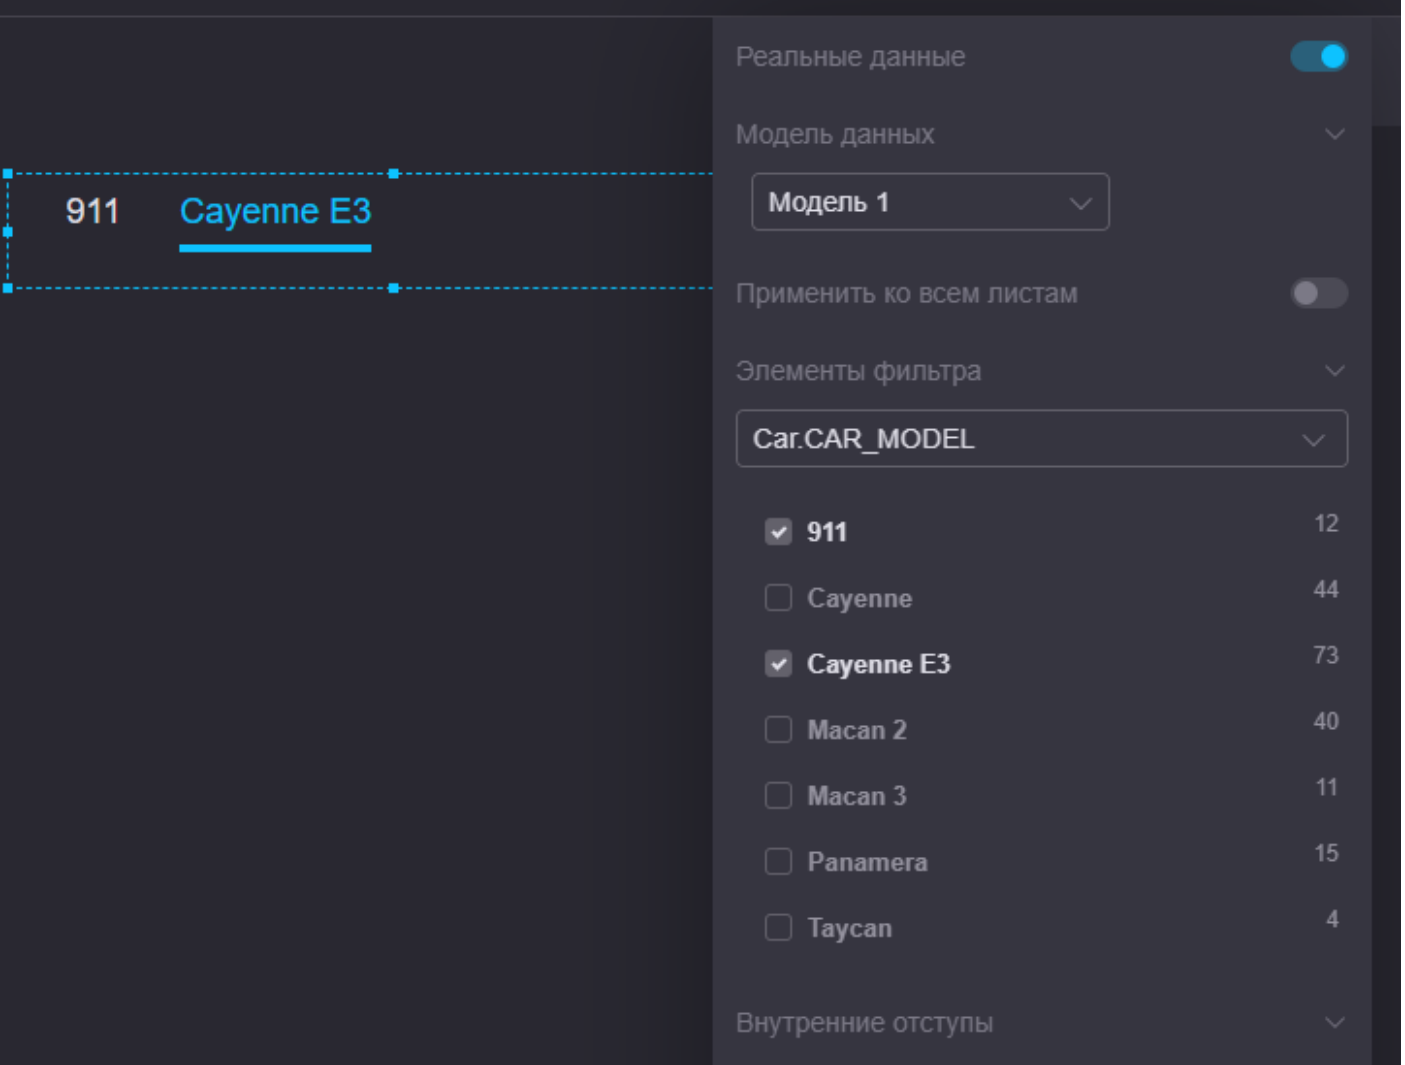 911 Cayenne E3
Реальные данные
Модель данных
Модель 1
Применить ко всем листам
Элементы фильтра
Car.CAR_MODEL
911 12
Cayenne 44
Cayenne E3 73
Macan 2 40
Macan 3 11
Panamera 15
Taycan 4
Внутренние отступы